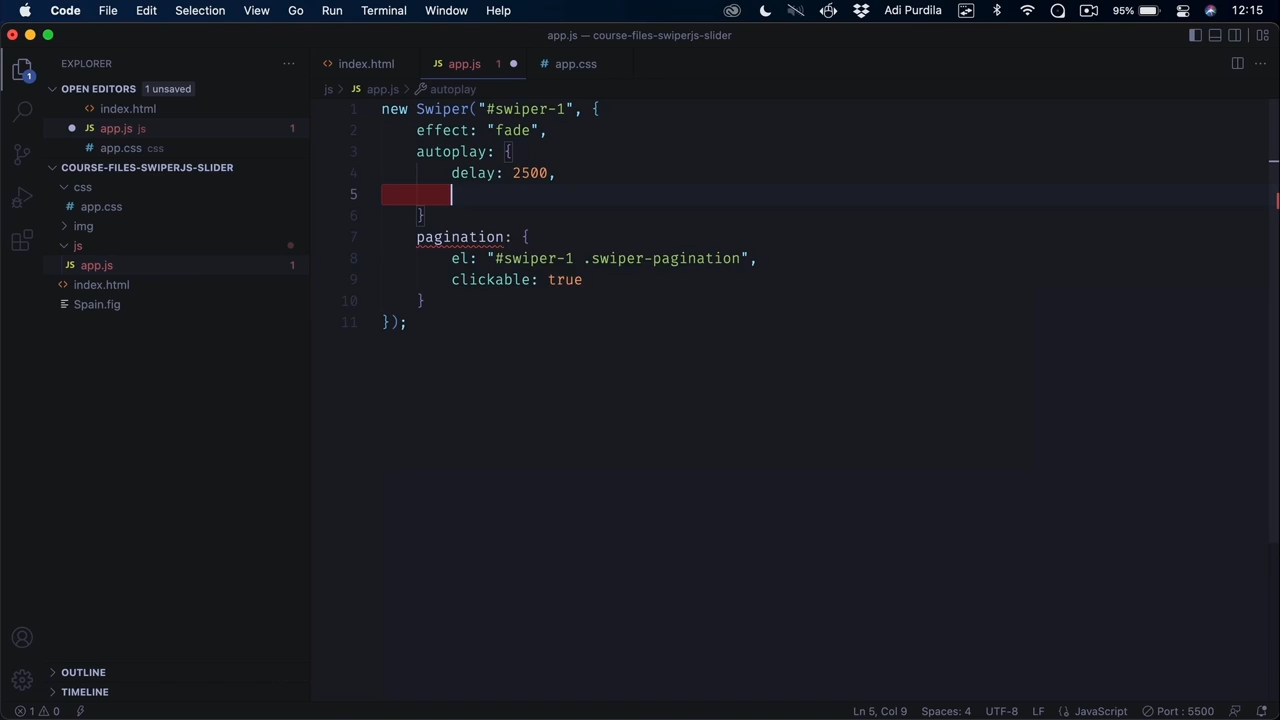 Code File Edit Selection View Go Run Terminal Window Help Adi Purdila 95% 12:15
app.js — course-files-swiperjs-slider
EXPLORER
OPEN EDITORS 1 unsaved
index.html
JS app.js js 1
# app.css css
COURSE-FILES-SWIPERJS-SLIDER
css
# app.css
img
js
JS app.js 1
index.html
Spain.fig
OUTLINE
TIMELINE
index.html JS app.js 1 # app.css
js > JS app.js > autoplay
1 new Swiper("#swiper-1", {
2 effect: "fade",
3 autoplay: {
4 delay: 2500,
5
6 }
7 pagination: {
8 el: "#swiper-1 .swiper-pagination",
9 clickable: true
10 }
11 });
1 0 Ln 5, Col 9 Spaces: 4 UTF-8 LF {} JavaScript Port : 5500
1